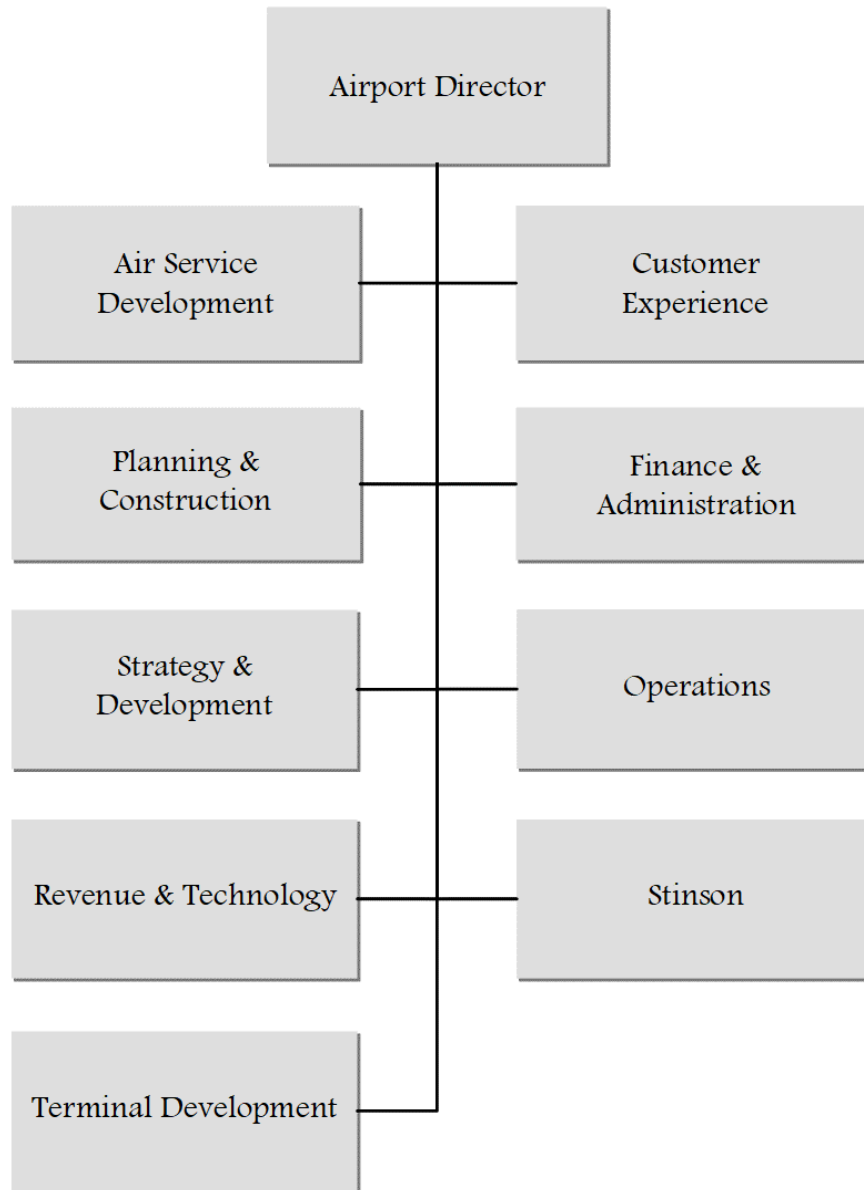 Airport Director
Air Service
Development
Customer
Experience
Planning &
Construction
Finance &
Administration
Strategy &
Development
Operations
Revenue & Technology
Stinson
Terminal Development